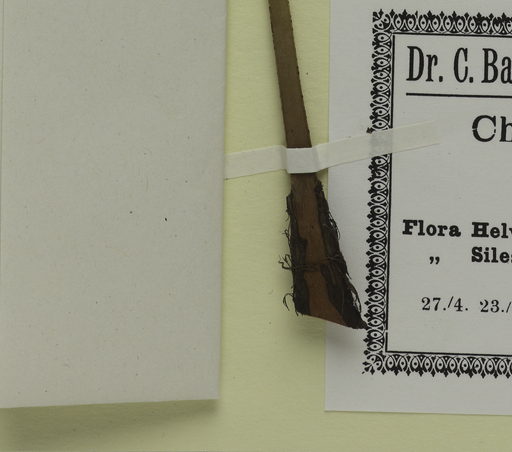 Dr. C. Ba
Ch
Flora Helv
„ Siles
27./4. 23./